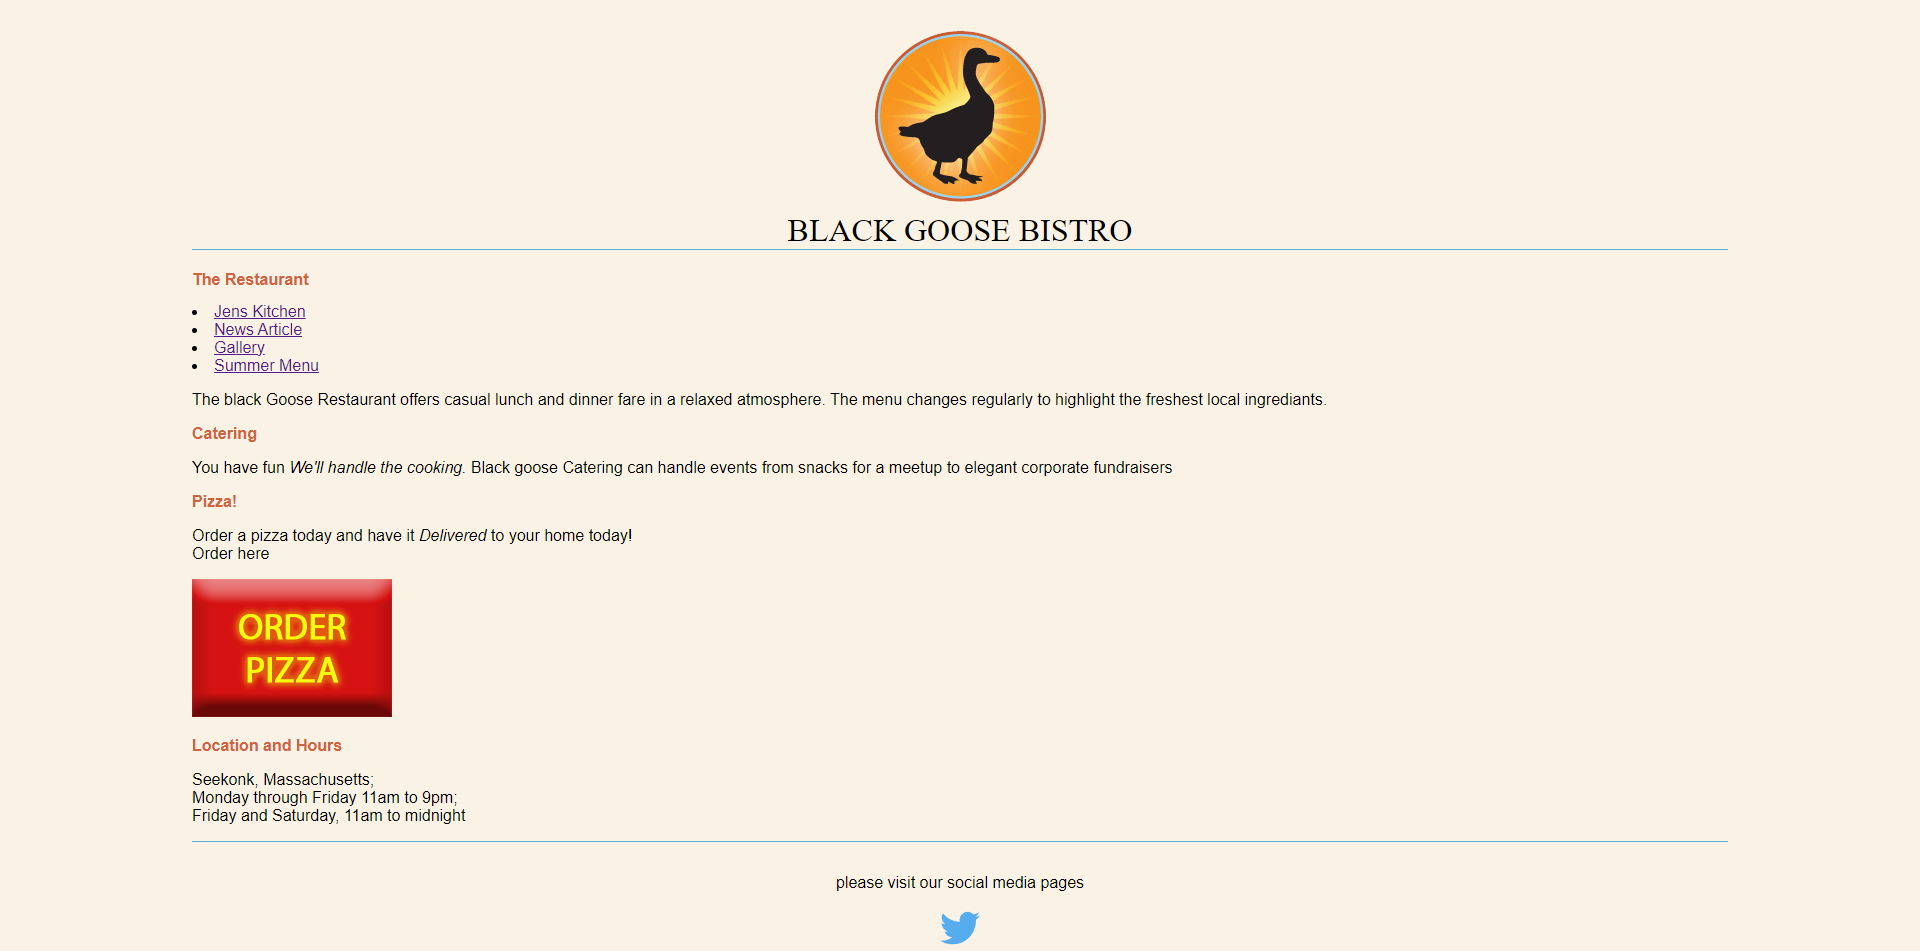 BLACK GOOSE BISTRO
The Restaurant
Jens Kitchen
News Article
Gallery
Summer Menu
The black Goose Restaurant offers casual lunch and dinner fare in a relaxed atmosphere. The menu changes regularly to highlight the freshest local ingrediants.
Catering
You have fun We'll handle the cooking. Black goose Catering can handle events from snacks for a meetup to elegant corporate fundraisers
Pizza!
Order a pizza today and have it Delivered to your home today!
Order here
ORDER
PIZZA
Location and Hours
Seekonk, Massachusetts;
Monday through Friday 11am to 9pm;
Friday and Saturday, 11am to midnight
please visit our social media pages